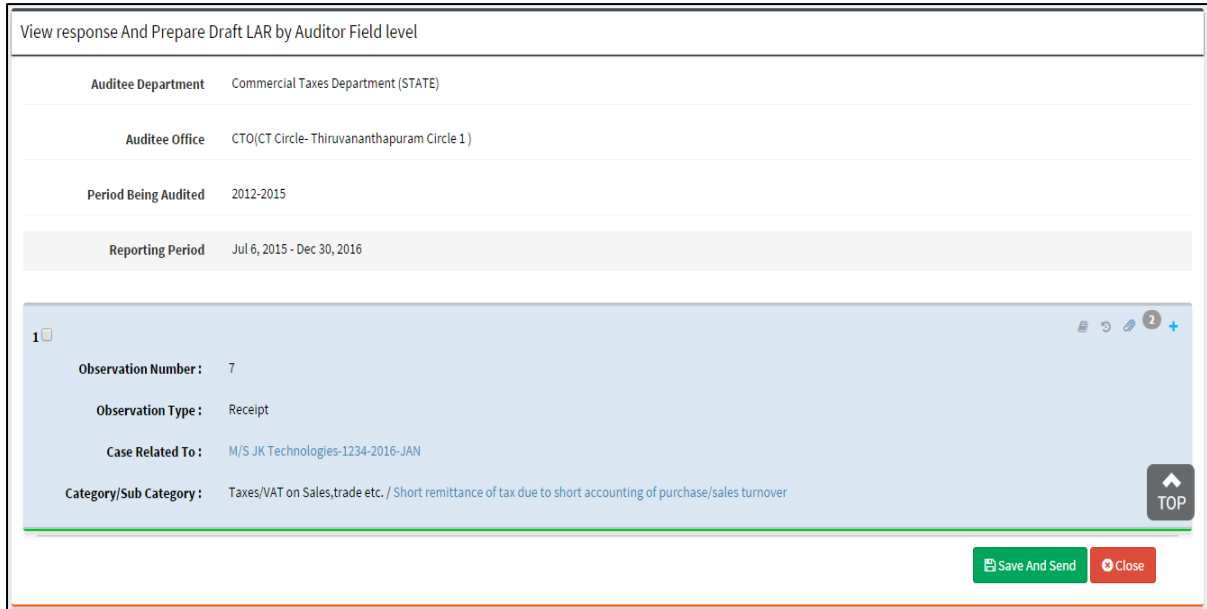 View response And Prepare Draft LAR by Auditor Field level
Auditee Department Commercial Taxes Department (STATE)
Auditee Office CTO(CT Circle- Thiruvananthapuram Circle 1 )
Period Being Audited 2012-2015
Reporting Period Jul 6, 2015 - Dec 30, 2016
1 2 +
Observation Number : 7
Observation Type : Receipt
Case Related To : M/S JK Technologies-1234-2016-JAN
Category/Sub Category : Taxes/VAT on Sales,trade etc. / Short remittance of tax due to short accounting of purchase/sales turnover
TOP
Save And Send Close